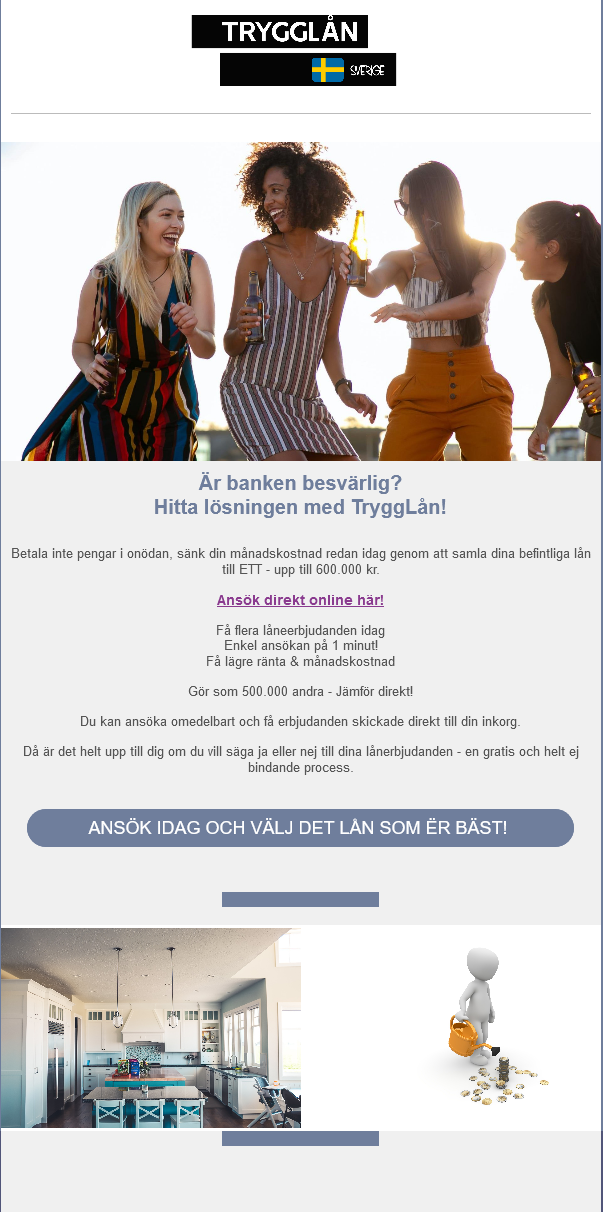 TRYGGLÅN
SVERIGE
Är banken besvärlig?
Hitta lösningen med TryggLån!
Betala inte pengar i onödan, sänk din månadskostnad redan idag genom att samla dina befintliga lån
till ETT - upp till 600.000 kr.
Ansök direkt online här!
Få flera låneerbjudanden idag
Enkel ansökan på 1 minut!
Få lägre ränta & månadskostnad
Gör som 500.000 andra - Jämför direkt!
Du kan ansöka omedelbart och få erbjudanden skickade direkt till din inkorg.
Då är det helt upp till dig om du vill säga ja eller nej till dina lånerbjudanden - en gratis och helt ej
bindande process.
ANSÖK IDAG OCH VÄLJ DET LÅN SOM ËR BÄST!